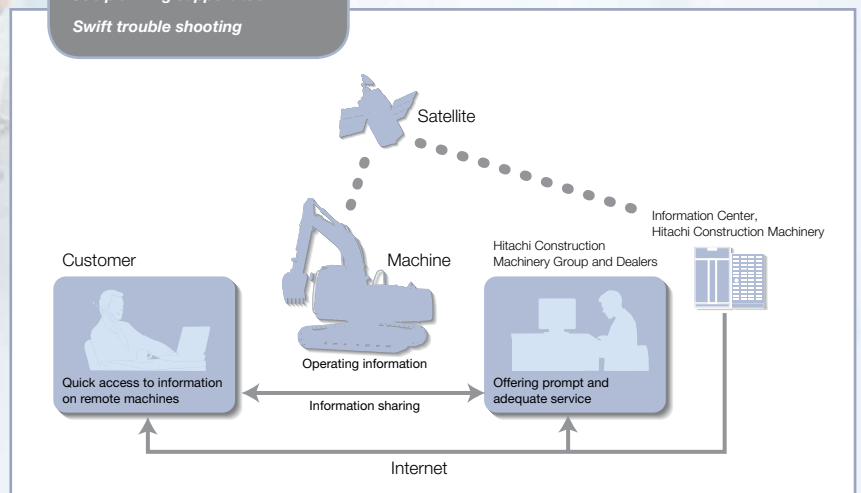 Swift trouble shooting
Satellite
Information Center,
Hitachi Construction Machinery
Hitachi Construction
Machinery Group and Dealers
Customer
Machine
Operating information
Quick access to information
on remote machines
Offering prompt and
adequate service
Information sharing
Internet